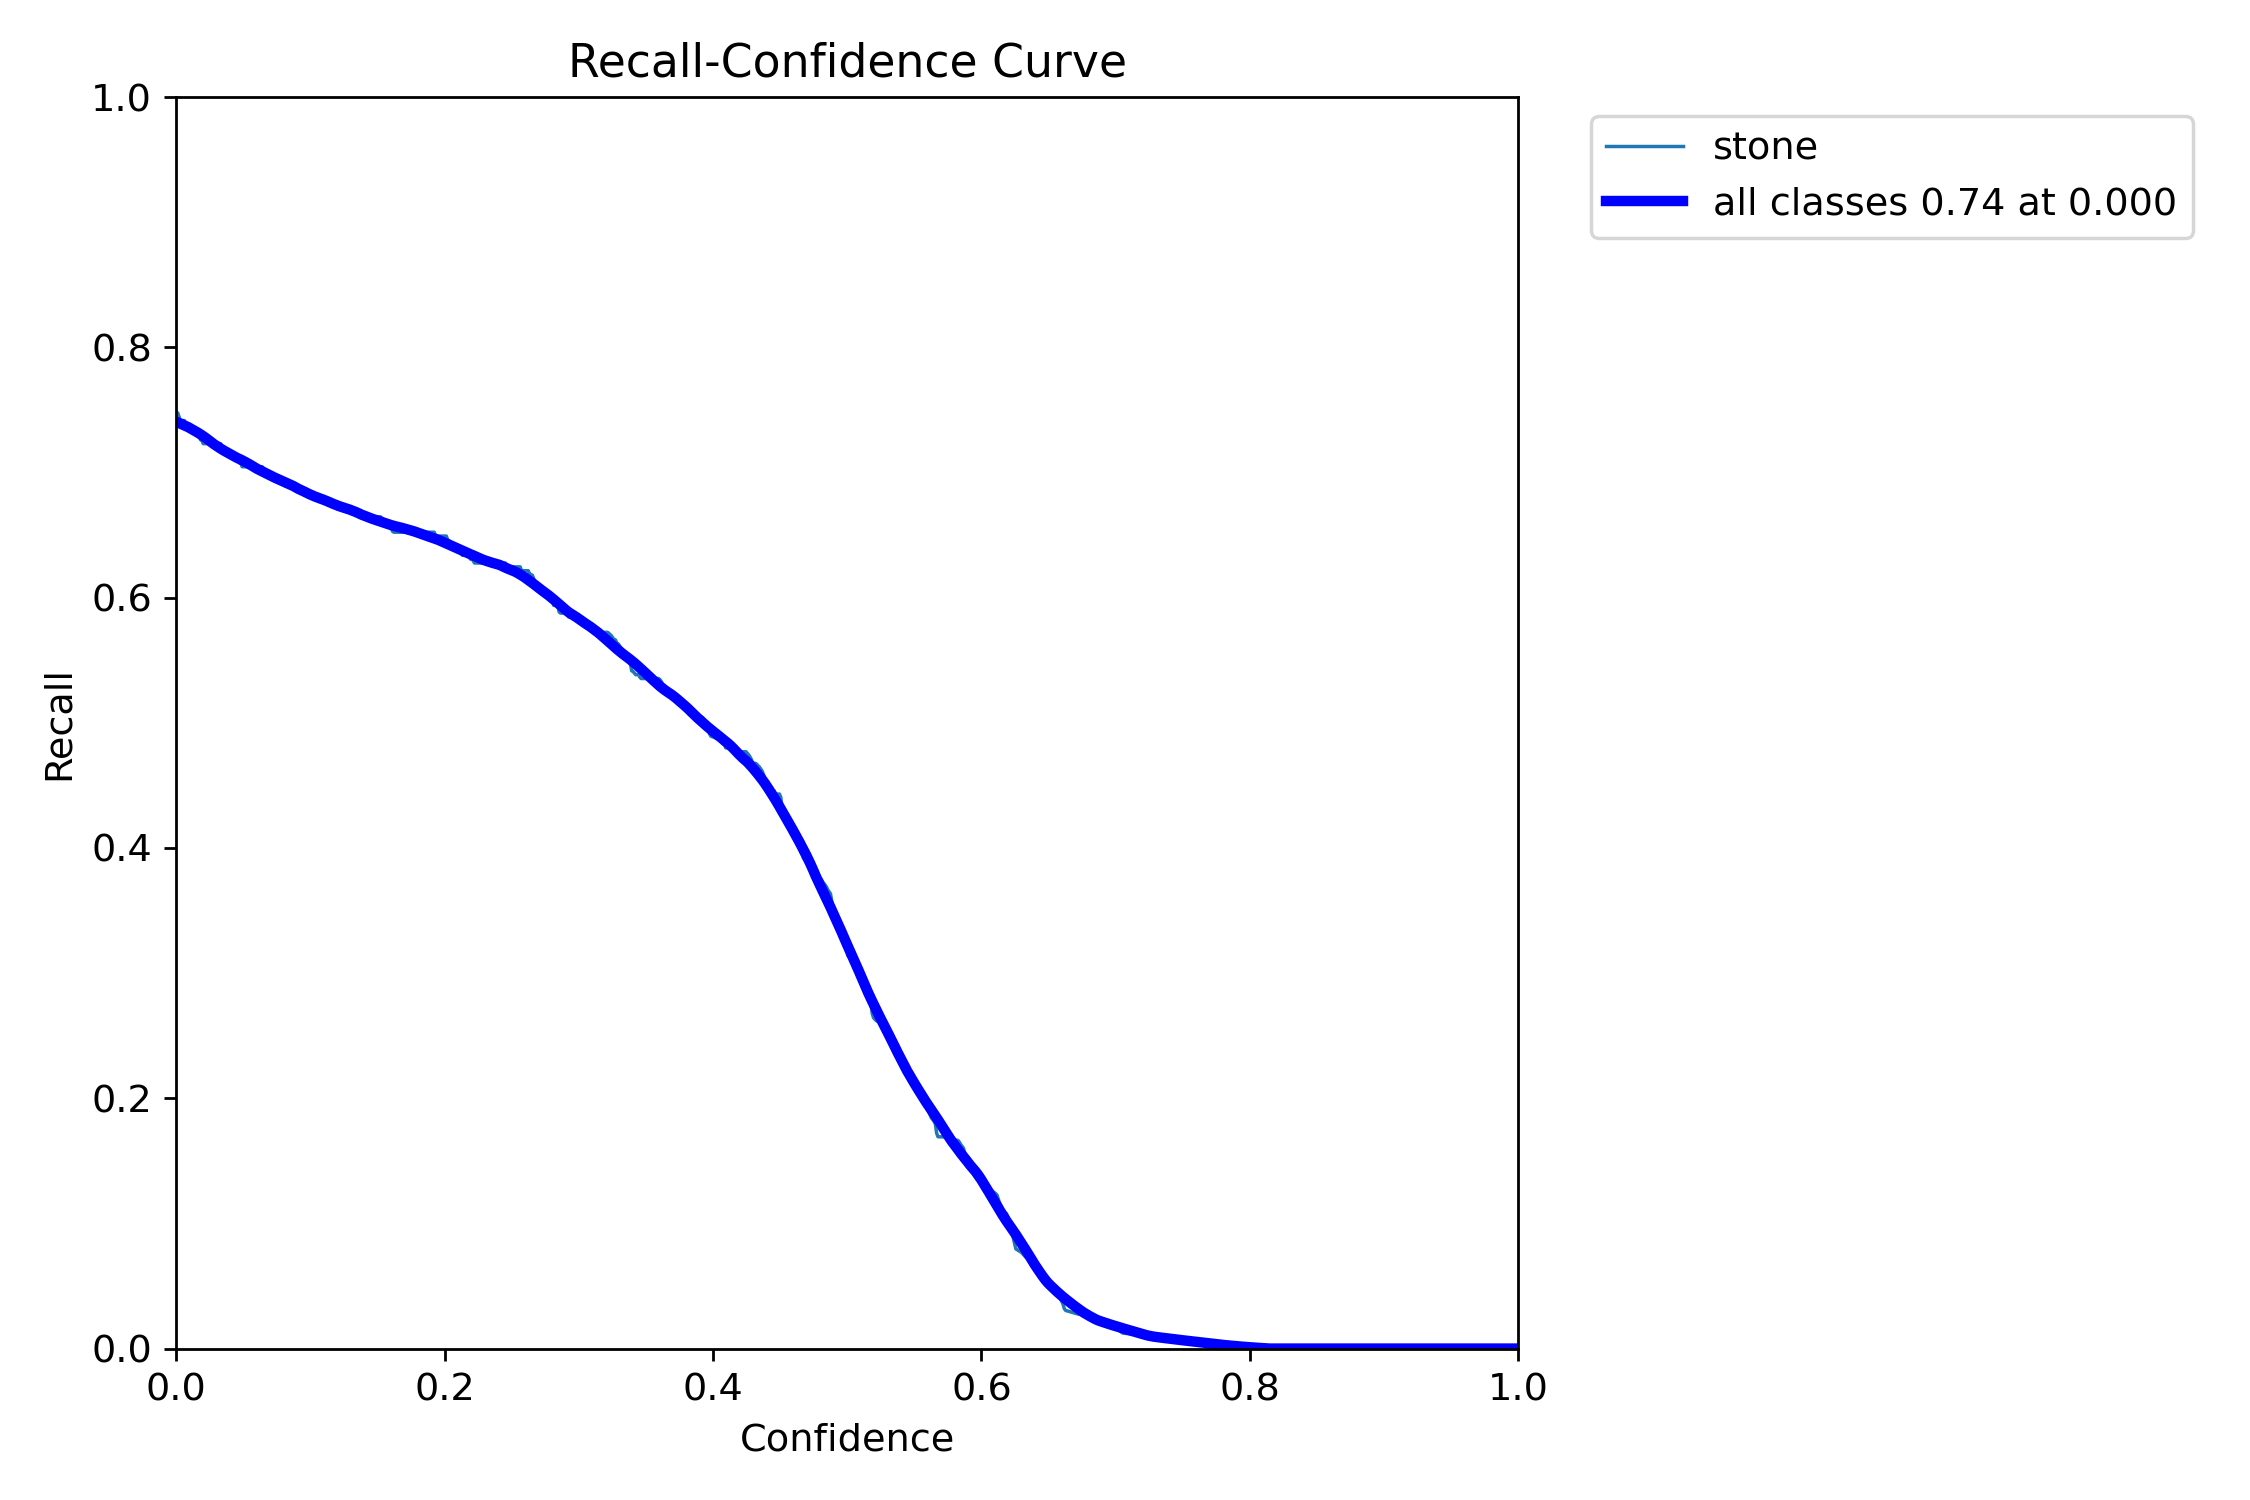 Recall-Confidence Curve
1.0
0.8
0.6
0.4
0.2
0.0
Recall
0.0 0.2 0.4 0.6 0.8 1.0
Confidence
stone
all classes 0.74 at 0.000